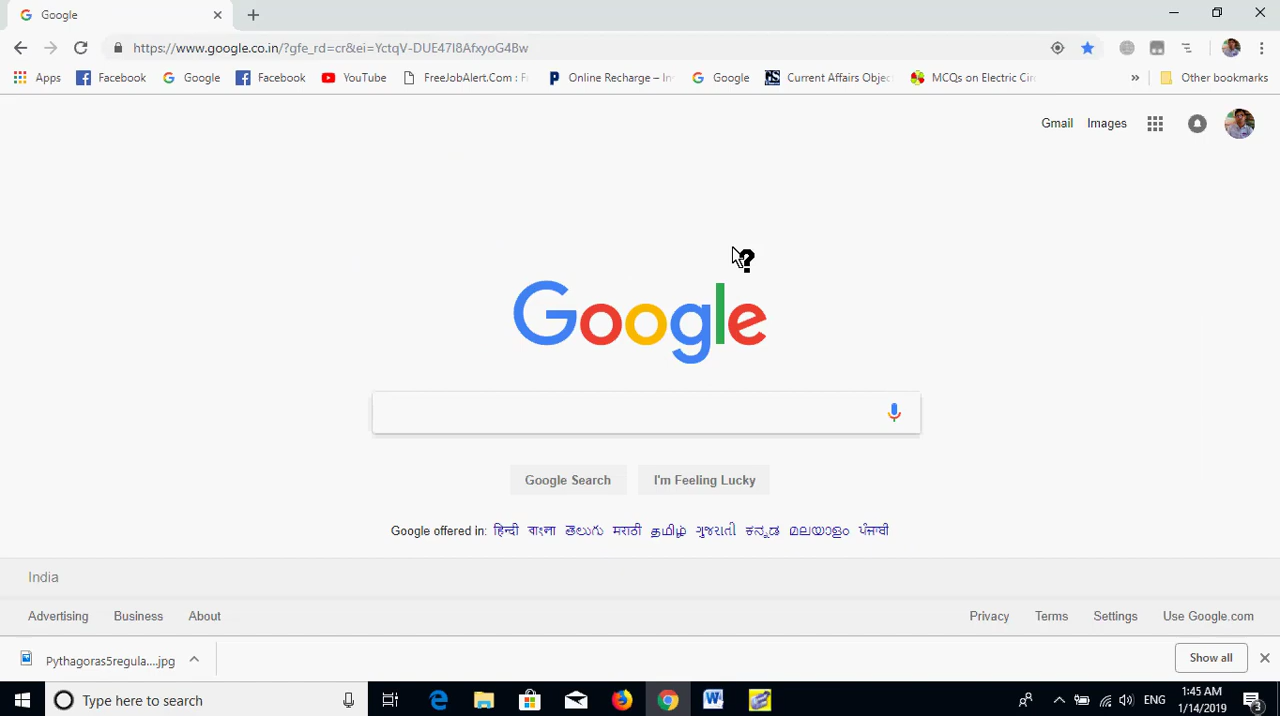 Google
https://www.google.co.in/?gfe_rd=cr&ei=YctqV-DUE47I8AfxyoG4Bw
Apps Facebook Google Facebook YouTube FreeJobAlert.Com : F Online Recharge – In Google Current Affairs Obje MCQs on Electric Circ » Other bookmarks
Gmail Images
Google
Google Search I'm Feeling Lucky
Google offered in: हिन्दी বাংলা తెలుగు मराठी தமிழ் ગુજરાતી ಕನ್ನಡ മലയാളം ਪੰਜਾਬੀ
India
Advertising Business About Privacy Terms Settings Use Google.com
Pythagoras5regula....jpg Show all
Type here to search ENG 1:45 AM
1/14/2019 3